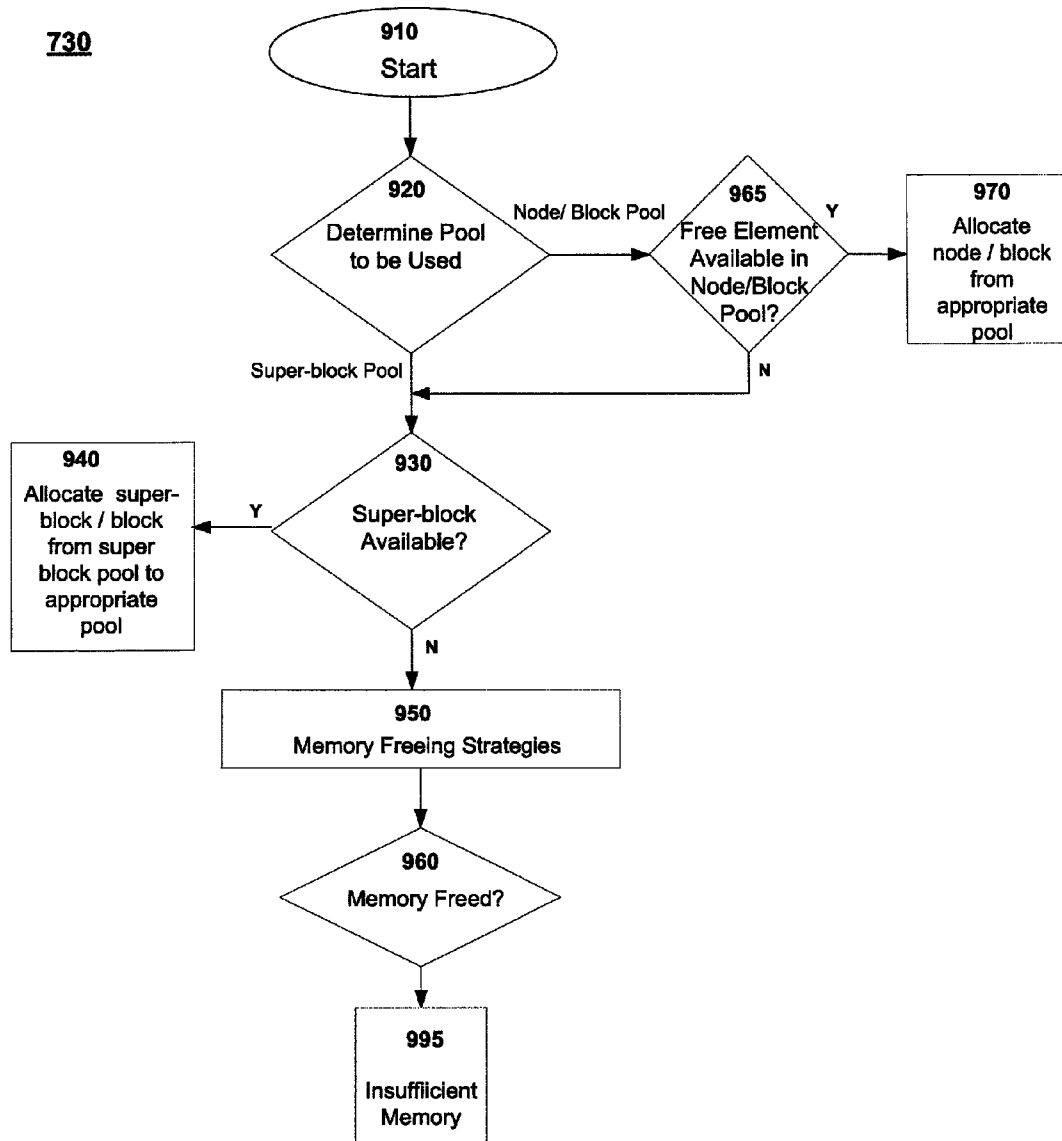 730
910
Start
920
Determine Pool
to be Used
Node/ Block Pool
965
Free Element
Available in
Node/Block
Pool?
Y
970
Allocate
node / block
from
appropriate
pool
Super-block Pool
N
930
Super-block
Available?
Y
940
Allocate super-
block / block
from super
block pool to
appropriate
pool
N
950
Memory Freeing Strategies
960
Memory Freed?
995
Insufficient
Memory